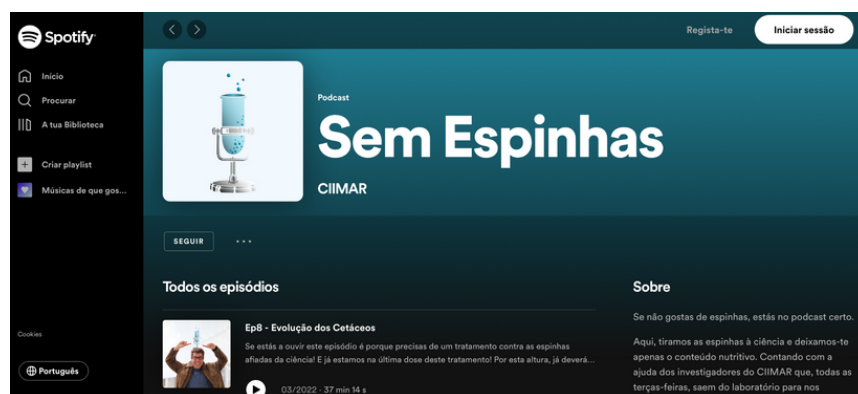 Spotify
Início
Procurar
A tua Biblioteca
Criar playlist
Músicas de que gos...
Cookies
Português
Regista-te
Iniciar sessão
Podcast
Sem Espinhas
CIIMAR
SEGUIR
Todos os episódios
Ep8 - Evolução dos Cetáceos
Se estás a ouvir este episódio é porque precisas de um tratamento contra as espinhas
afiadas da ciência! E já estamos na última dose deste tratamento! Por esta altura, já deverá...
03/2022 · 37 min 14 s
Sobre
Se não gostas de espinhas, estás no podcast certo.
Aqui, tiramos as espinhas à ciência e deixamos-te
apenas o conteúdo nutritivo. Contando com a
ajuda dos investigadores do CIIMAR que, todas as
terças-feiras, saem do laboratório para nos